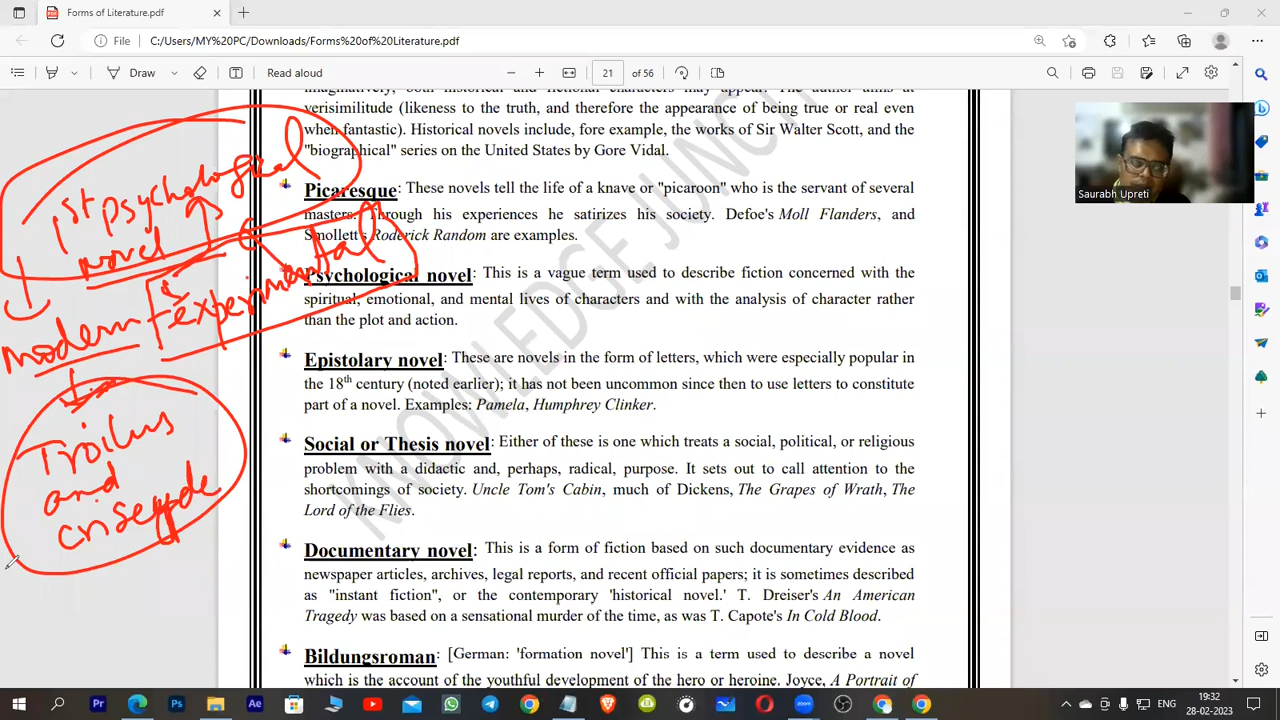 Forms of Literature.pdf
File C:/Users/MY%20PC/Downloads/Forms%20of%20Literature.pdf
Draw Read aloud 21 of 56
imaginatively, both historical and fictional characters may appear. The author aims at
verisimilitude (likeness to the truth, and therefore the appearance of being true or real even
when fantastic). Historical novels include, fore example, the works of Sir Walter Scott, and the
"biographical" series on the United States by Gore Vidal.
Picaresque: These novels tell the life of a knave or "picaroon" who is the servant of several
masters. Through his experiences he satirizes his society. Defoe's Moll Flanders, and
Smollett's Roderick Random are examples.
Psychological novel: This is a vague term used to describe fiction concerned with the
spiritual, emotional, and mental lives of characters and with the analysis of character rather
than the plot and action.
Epistolary novel: These are novels in the form of letters, which were especially popular in
the 18th century (noted earlier); it has not been uncommon since then to use letters to constitute
part of a novel. Examples: Pamela, Humphrey Clinker.
Social or Thesis novel: Either of these is one which treats a social, political, or religious
problem with a didactic and, perhaps, radical, purpose. It sets out to call attention to the
shortcomings of society. Uncle Tom's Cabin, much of Dickens, The Grapes of Wrath, The
Lord of the Flies.
Documentary novel: This is a form of fiction based on such documentary evidence as
newspaper articles, archives, legal reports, and recent official papers; it is sometimes described
as "instant fiction", or the contemporary 'historical novel.' T. Dreiser's An American
Tragedy was based on a sensational murder of the time, as was T. Capote's In Cold Blood.
Bildungsroman: [German: 'formation novel'] This is a term used to describe a novel
which is the account of the youthful development of the hero or heroine. Joyce, A Portrait of
KNOWLEDGE JUNCT
1st psychological
novel
modern experimental
Troilus
and
criseyde
Saurabh Upreti
ENG 19:32
28-02-2023